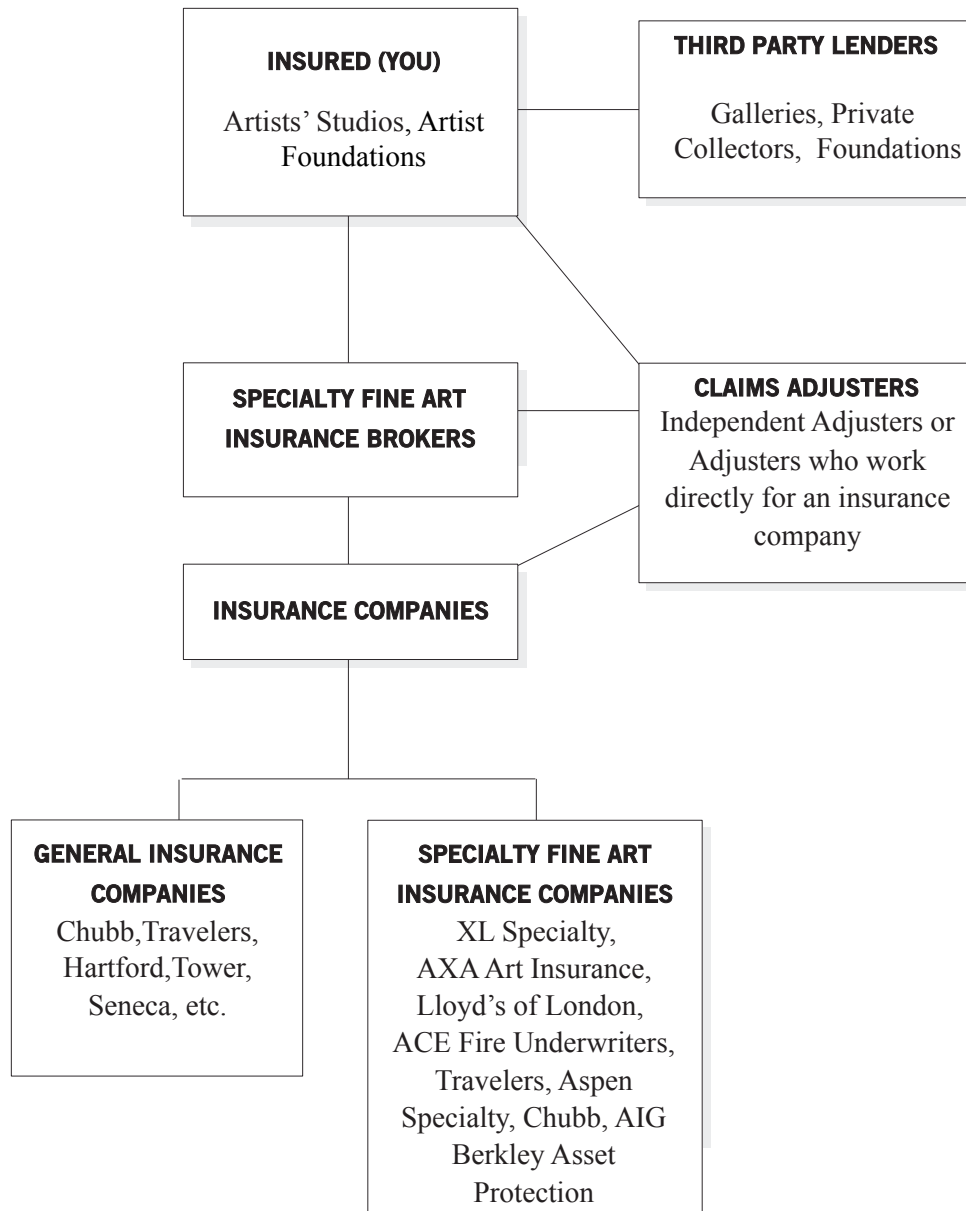 INSURED (YOU)
Artists’ Studios, Artist
Foundations
THIRD PARTY LENDERS
Galleries, Private
Collectors, Foundations
SPECIALTY FINE ART
INSURANCE BROKERS
CLAIMS ADJUSTERS
Independent Adjusters or
Adjusters who work
directly for an insurance
company
INSURANCE COMPANIES
GENERAL INSURANCE
COMPANIES
Chubb,Travelers,
Hartford,Tower,
Seneca, etc.
SPECIALTY FINE ART
INSURANCE COMPANIES
XL Specialty,
AXA Art Insurance,
Lloyd’s of London,
ACE Fire Underwriters,
Travelers, Aspen
Specialty, Chubb, AIG
Berkley Asset
Protection